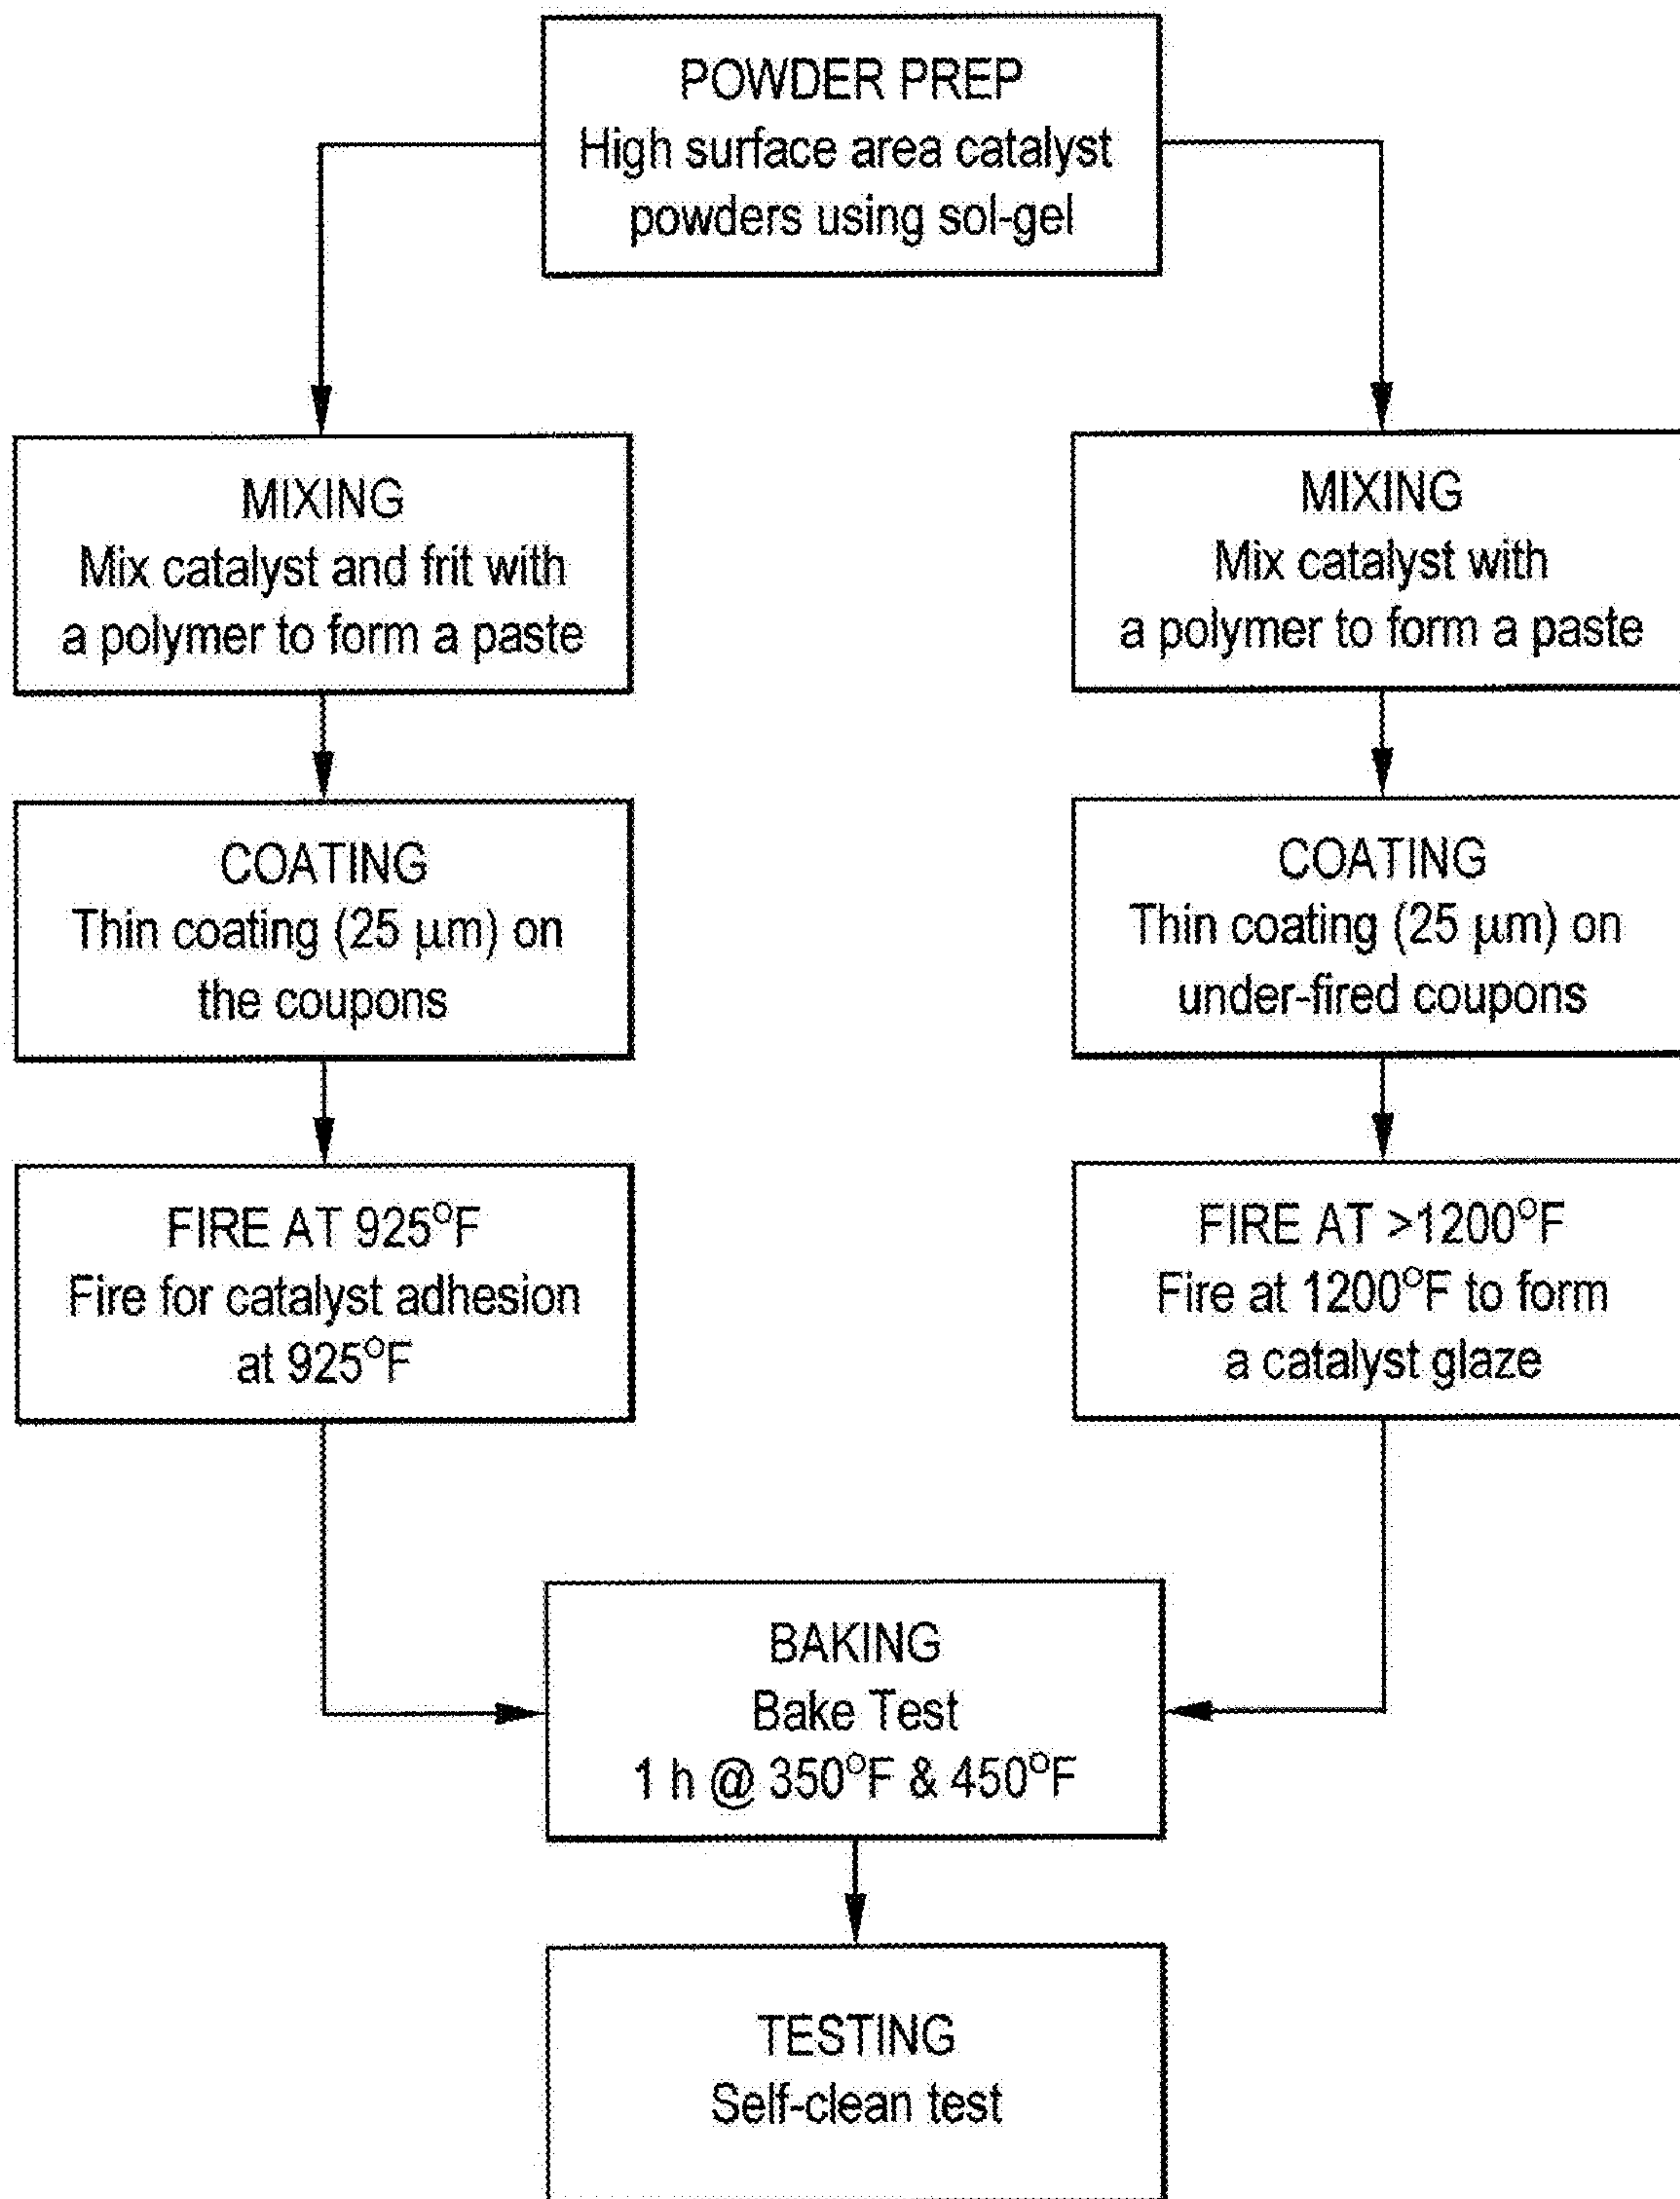 POWDER PREP
High surface area catalyst
powders using sol-gel
MIXING
Mix catalyst and frit with
a polymer to form a paste
MIXING
Mix catalyst with
a polymer to form a paste
COATING
Thin coating (25 μm) on
the coupons
COATING
Thin coating (25 μm) on
under-fired coupons
FIRE AT 925°F
Fire for catalyst adhesion
at 925°F
FIRE AT >1200°F
Fire at 1200°F to form
a catalyst glaze
BAKING
Bake Test
1 h @ 350°F & 450°F
TESTING
Self-clean test